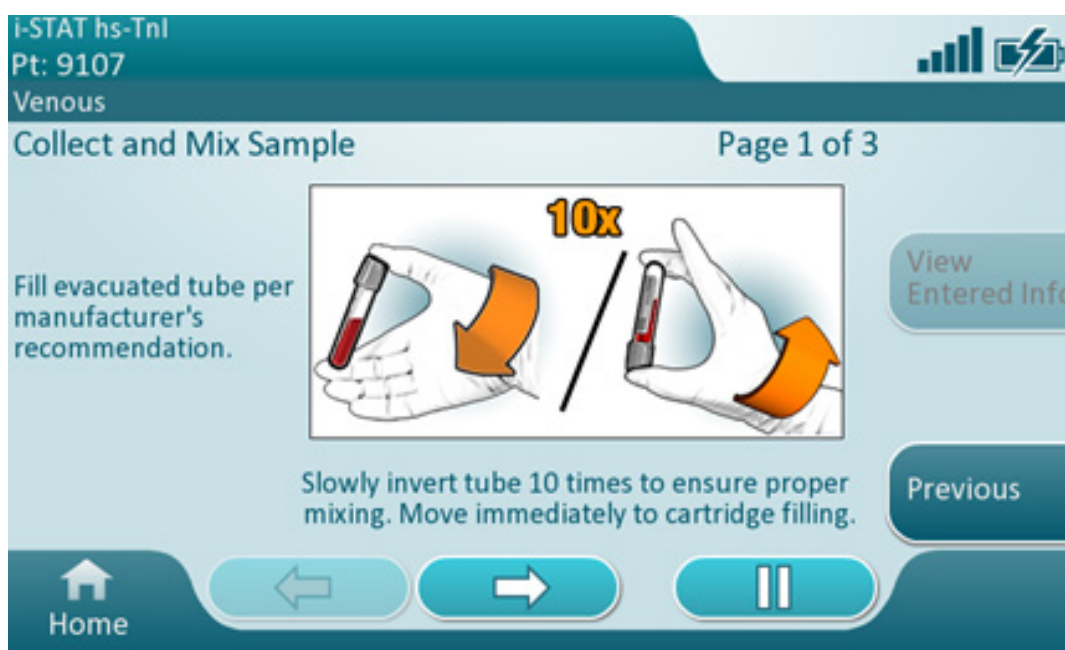 i-STAT hs-TnI
Pt: 9107
Venous
Collect and Mix Sample
Page 1 of 3
10x
Fill evacuated tube per
manufacturer's
recommendation.
View
Entered Info
Slowly invert tube 10 times to ensure proper
mixing. Move immediately to cartridge filling.
Previous
Home